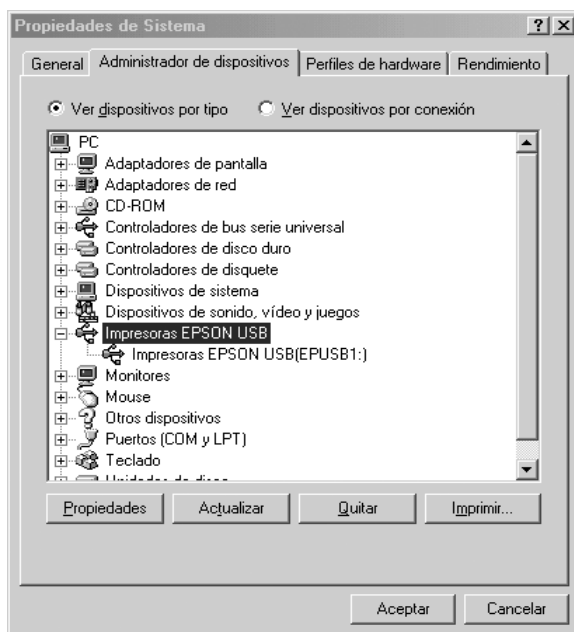 Propiedades de Sistema
General Administrador de dispositivos Perfiles de hardware Rendimiento
Ver dispositivos por tipo Ver dispositivos por conexión
PC
Adaptadores de pantalla
Adaptadores de red
CD-ROM
Controladores de bus serie universal
Controladores de disco duro
Controladores de disquete
Dispositivos de sistema
Dispositivos de sonido, vídeo y juegos
Impresoras EPSON USB
Impresoras EPSON USB(EPUSB1:)
Monitores
Mouse
Otros dispositivos
Puertos (COM y LPT)
Teclado
Unidades de disco
Propiedades Actualizar Quitar Imprimir...
Aceptar Cancelar